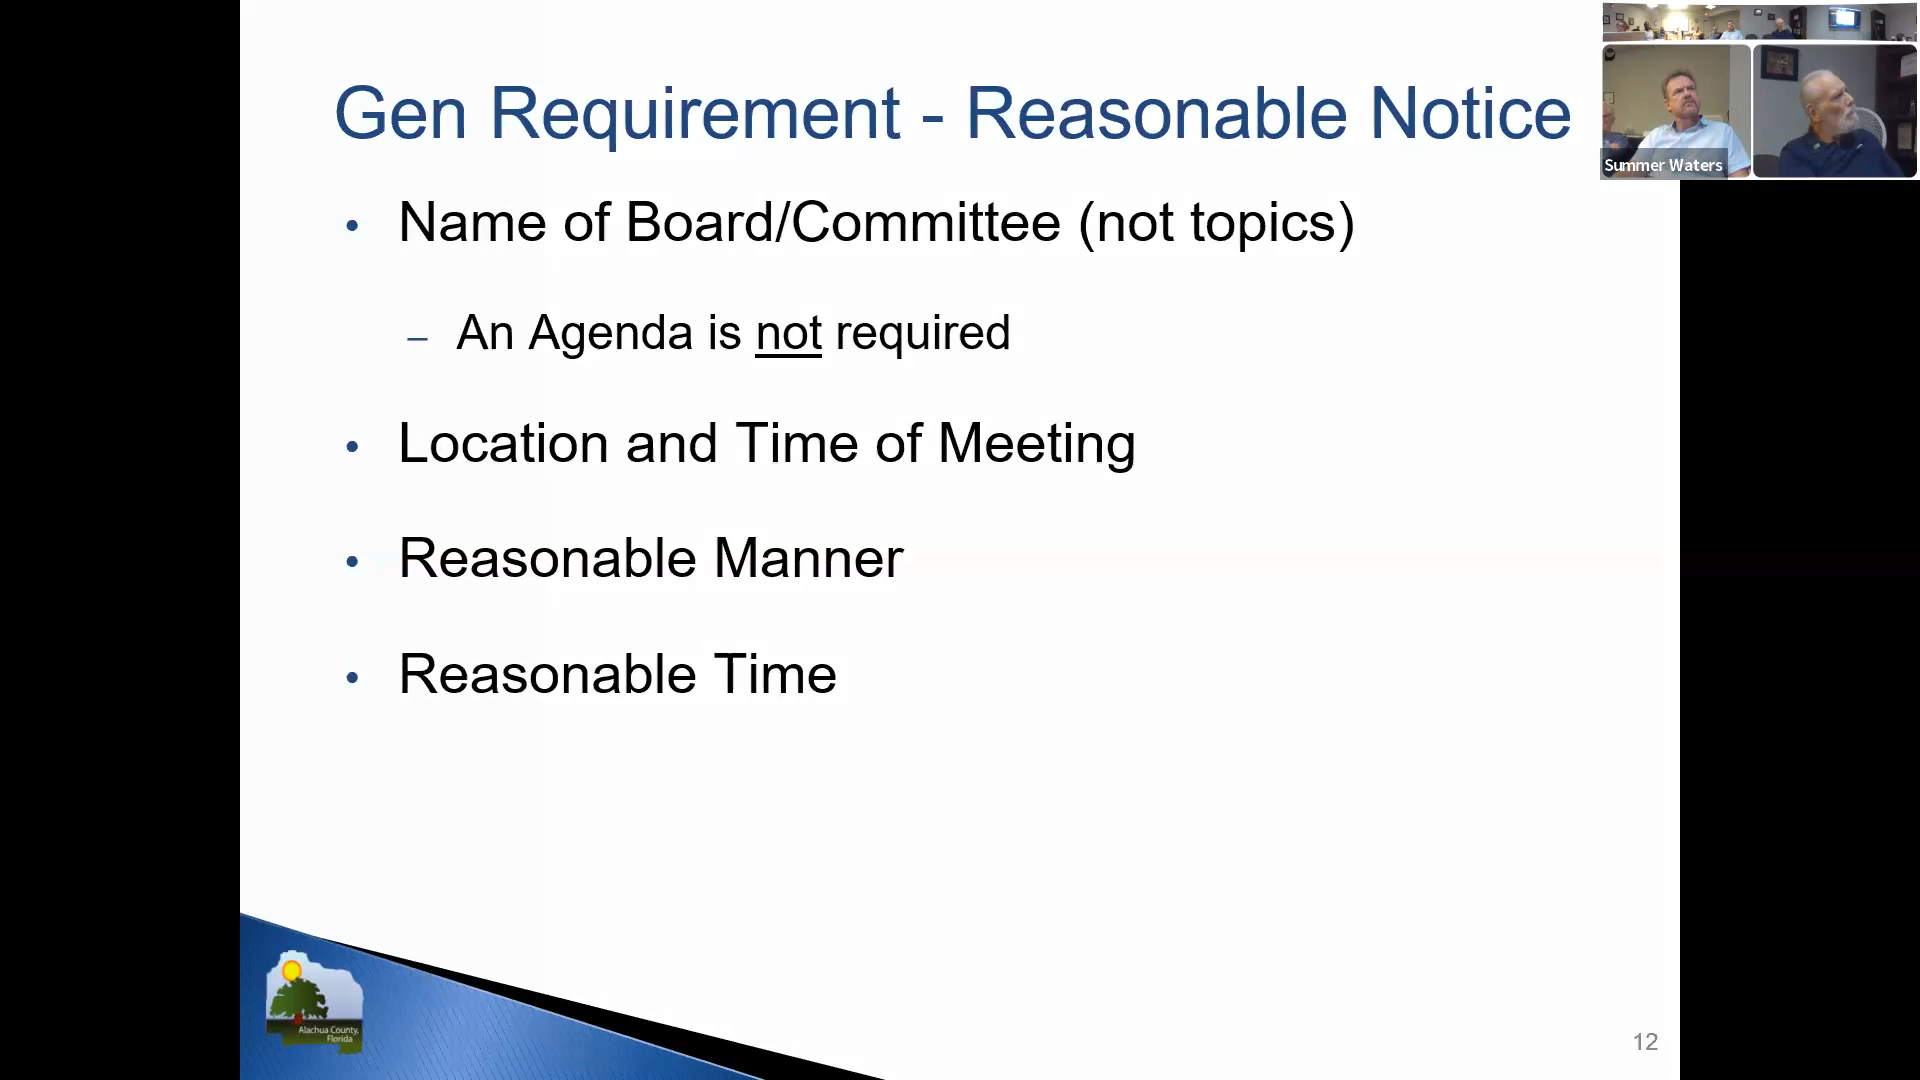 Gen Requirement - Reasonable Notice
• Name of Board/Committee (not topics)
– An Agenda is not required
• Location and Time of Meeting
• Reasonable Manner
• Reasonable Time
Summer Waters
Alachua County,
Florida
12